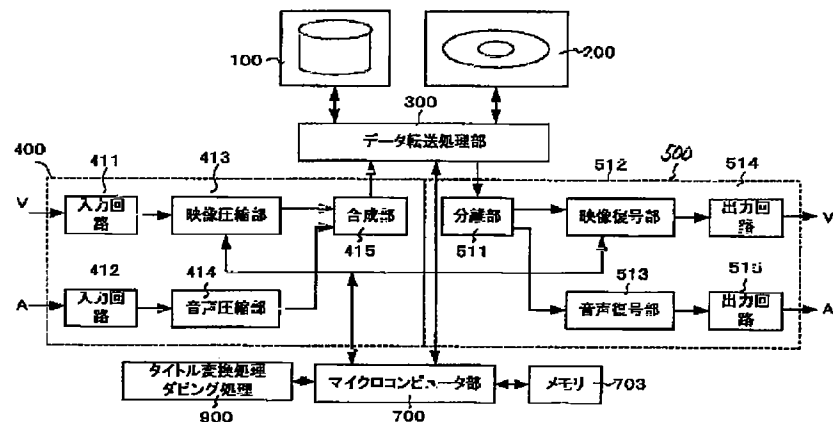 100
200
300
データ転送処理部
400
411
413
512
500
514
V
入力回路
映像圧縮部
合成部
415
分離部
511
映像復号部
出力回路
V
412
414
513
515
A
入力回路
音声圧縮部
音声復号部
出力回路
A
タイトル変換処理
ダビング処理
900
マイクロコンピュータ部
700
メモリ
703